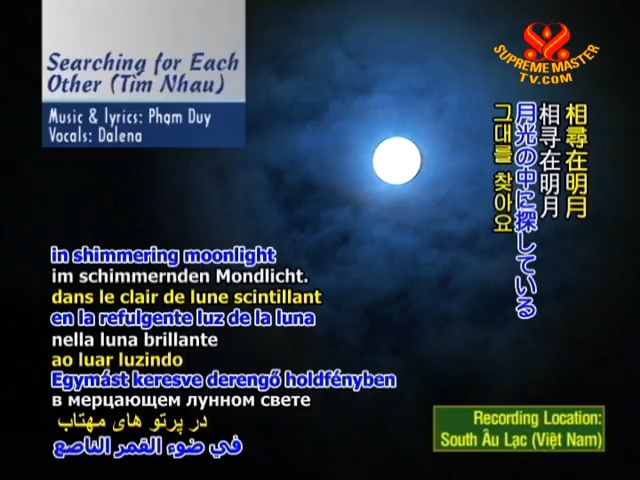 Searching for Each
Other (Tìm Nhau)
Music & lyrics: Phạm Duy
Vocals: Dalena
SUPREME MASTER
TV.COM
相尋在明月
相寻在明月
月光の中に探している
그대를 찾아요
in shimmering moonlight
im schimmernden Mondlicht.
dans le clair de lune scintillant
en la refulgente luz de la luna
nella luna brillante
ao luar luzindo
Egymást keresve derengő holdfényben
в мерцающем лунном свете
در پرتو های مهتاب
في ضوء القمر الناصع
Recording Location:
South Âu Lạc (Việt Nam)